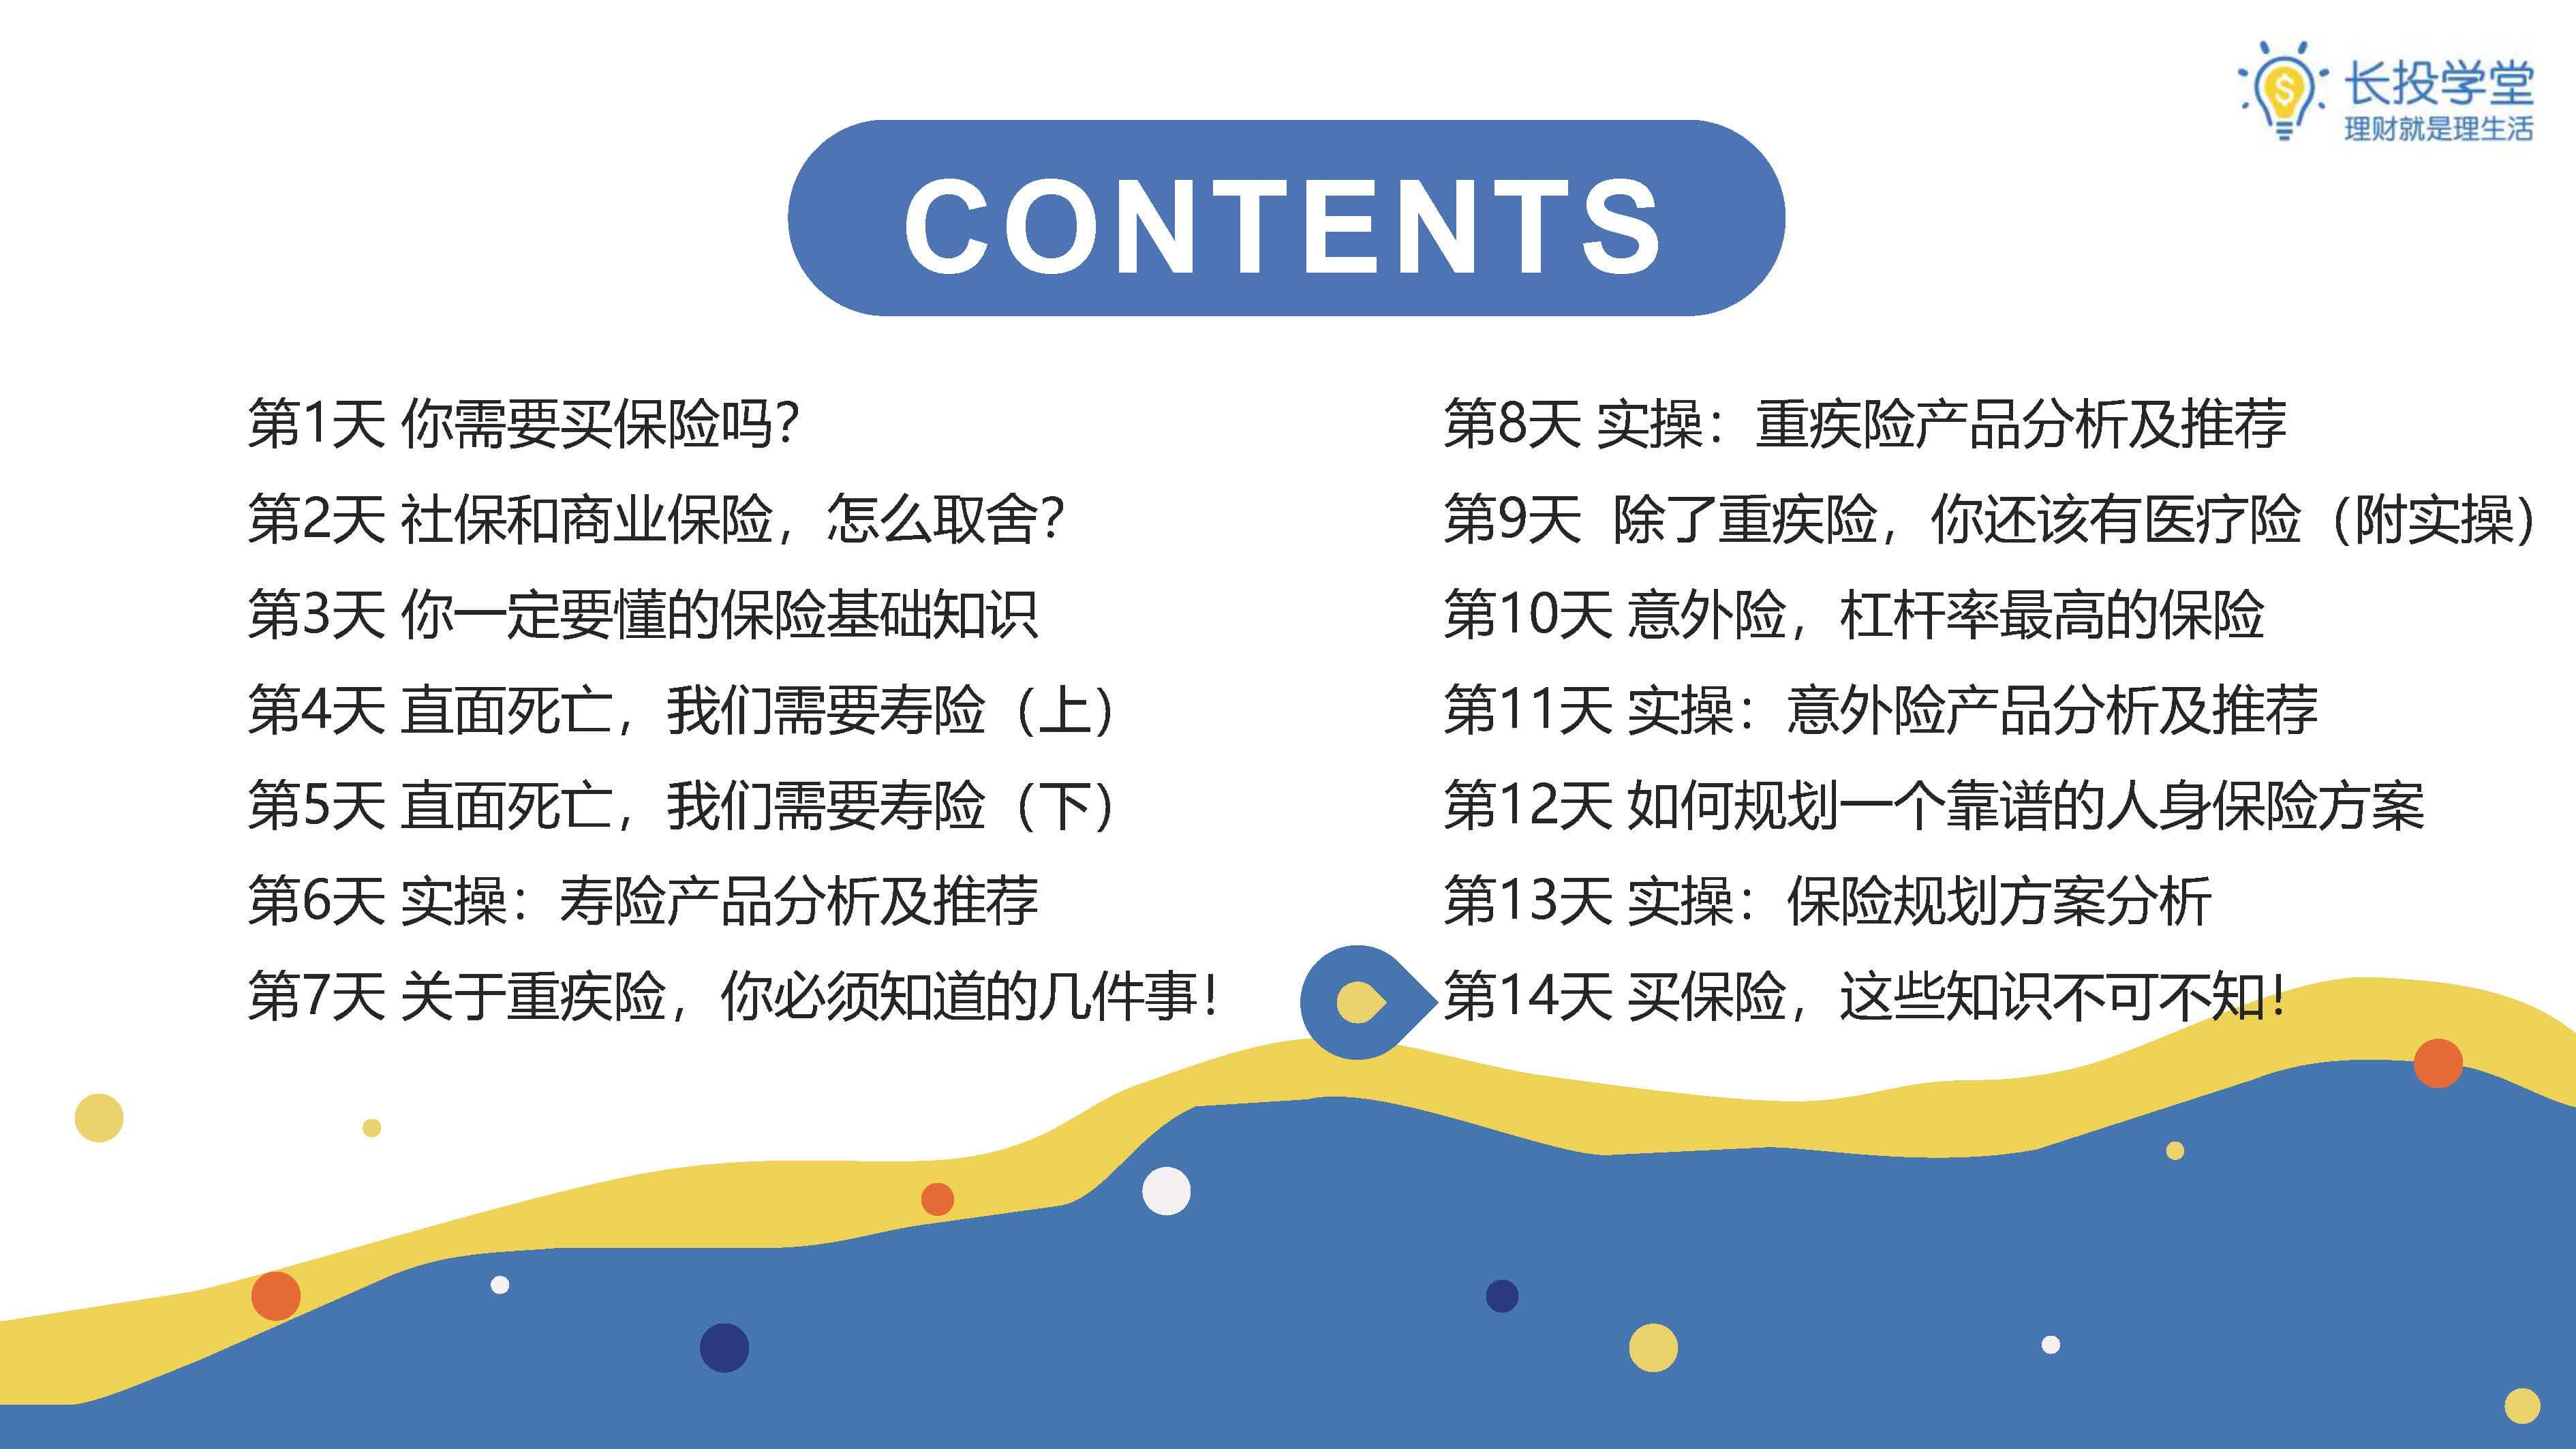 长投学堂
理财就是理生活
CONTENTS
第1天 你需要买保险吗？
第2天 社保和商业保险，怎么取舍？
第3天 你一定要懂的保险基础知识
第4天 直面死亡，我们需要寿险（上）
第5天 直面死亡，我们需要寿险（下）
第6天 实操：寿险产品分析及推荐
第7天 关于重疾险，你必须知道的几件事！
第8天 实操：重疾险产品分析及推荐
第9天 除了重疾险，你还该有医疗险（附实操）
第10天 意外险，杠杆率最高的保险
第11天 实操：意外险产品分析及推荐
第12天 如何规划一个靠谱的人身保险方案
第13天 实操：保险规划方案分析
第14天 买保险，这些知识不可不知！